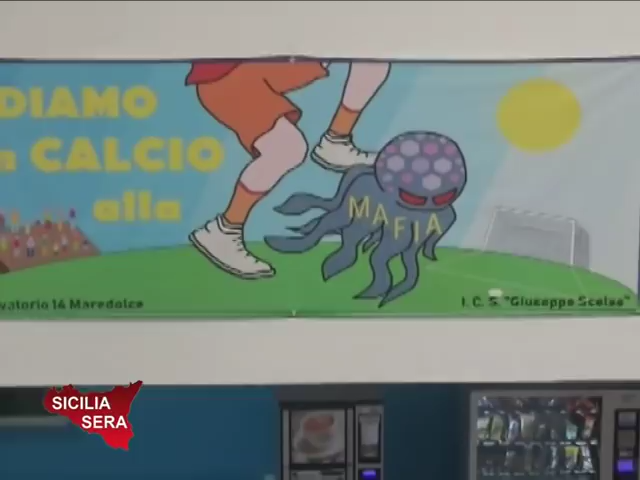 DIAMO
CALCIO
alla
MAFIA
vatorio 14 Maredolce
I. C. S. "Giuseppe Scelsa"
SICILIA
SERA